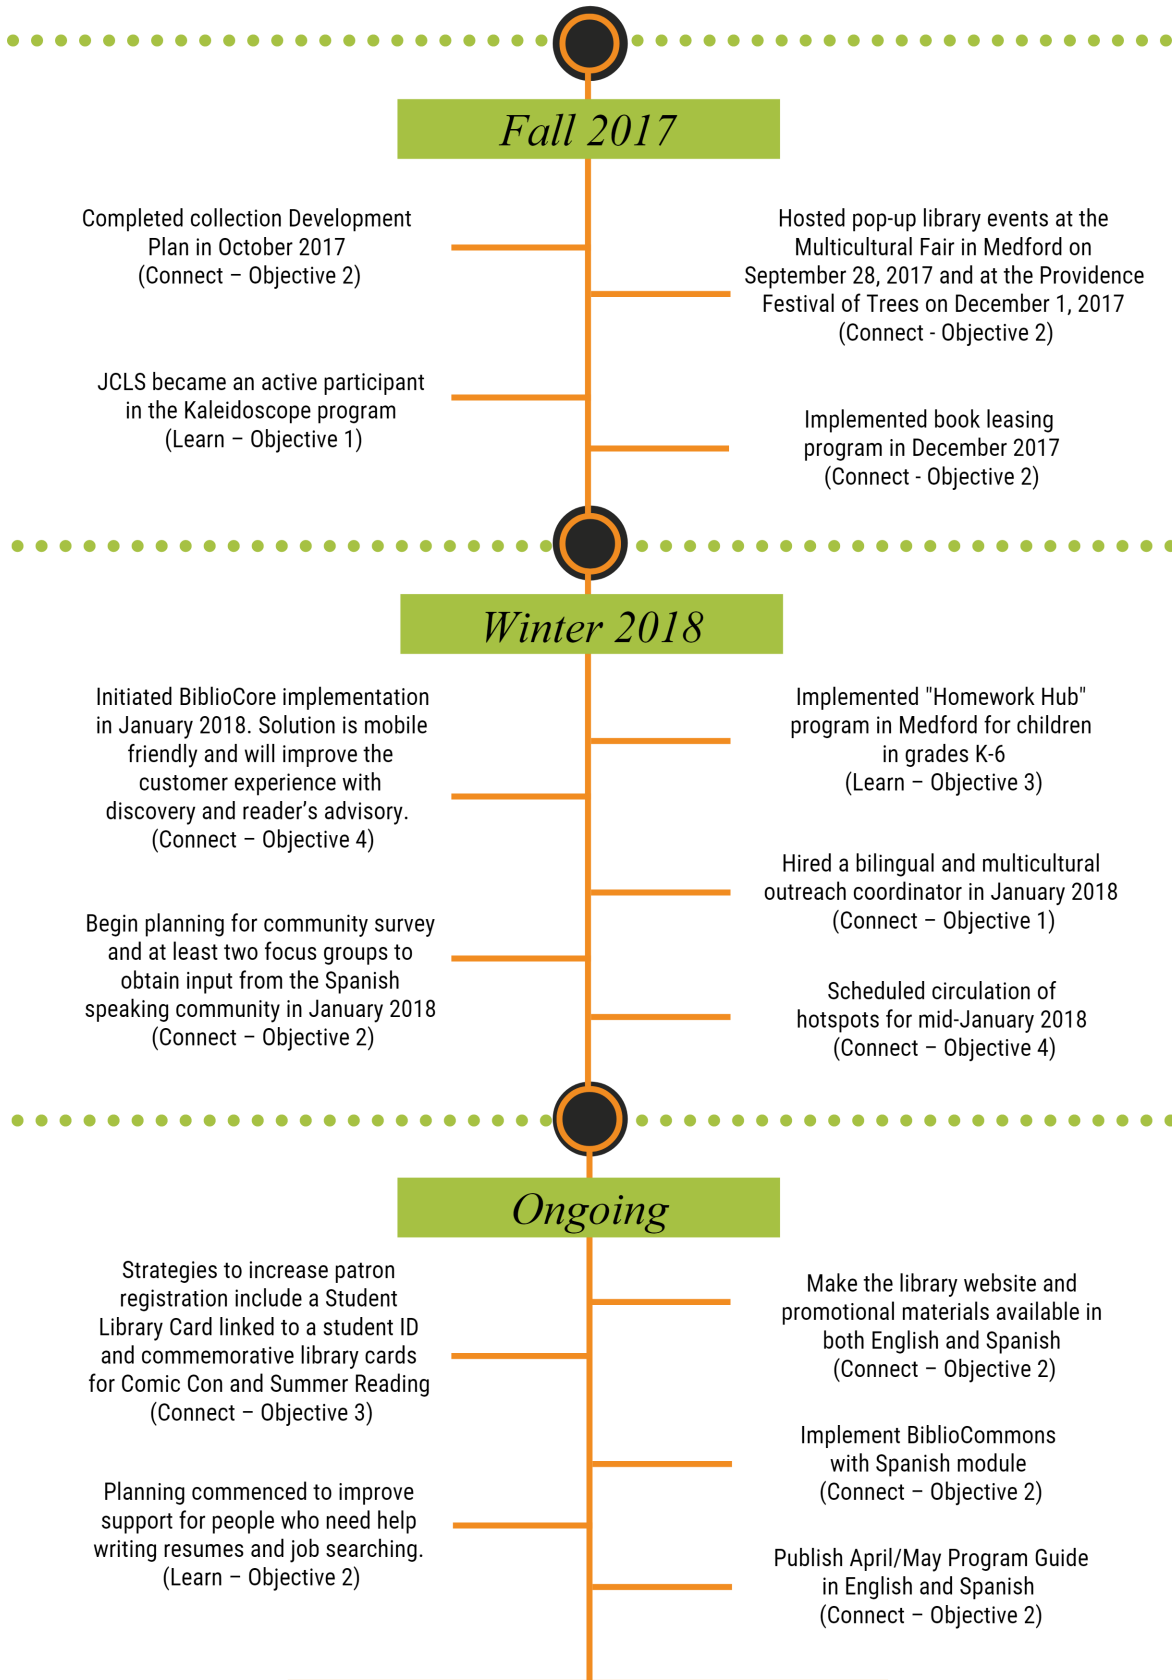 Fall 2017
Completed collection Development
Plan in October 2017
(Connect – Objective 2)
Hosted pop-up library events at the
Multicultural Fair in Medford on
September 28, 2017 and at the Providence
Festival of Trees on December 1, 2017
(Connect - Objective 2)
JCLS became an active participant
in the Kaleidoscope program
(Learn – Objective 1)
Implemented book leasing
program in December 2017
(Connect - Objective 2)
Winter 2018
Initiated BiblioCore implementation
in January 2018. Solution is mobile
friendly and will improve the
customer experience with
discovery and reader’s advisory.
(Connect – Objective 4)
Implemented "Homework Hub"
program in Medford for children
in grades K-6
(Learn – Objective 3)
Hired a bilingual and multicultural
outreach coordinator in January 2018
(Connect – Objective 1)
Begin planning for community survey
and at least two focus groups to
obtain input from the Spanish
speaking community in January 2018
(Connect – Objective 2)
Scheduled circulation of
hotspots for mid-January 2018
(Connect – Objective 4)
Ongoing
Strategies to increase patron
registration include a Student
Library Card linked to a student ID
and commemorative library cards
for Comic Con and Summer Reading
(Connect – Objective 3)
Make the library website and
promotional materials available in
both English and Spanish
(Connect – Objective 2)
Implement BiblioCommons
with Spanish module
(Connect – Objective 2)
Planning commenced to improve
support for people who need help
writing resumes and job searching.
(Learn – Objective 2)
Publish April/May Program Guide
in English and Spanish
(Connect – Objective 2)